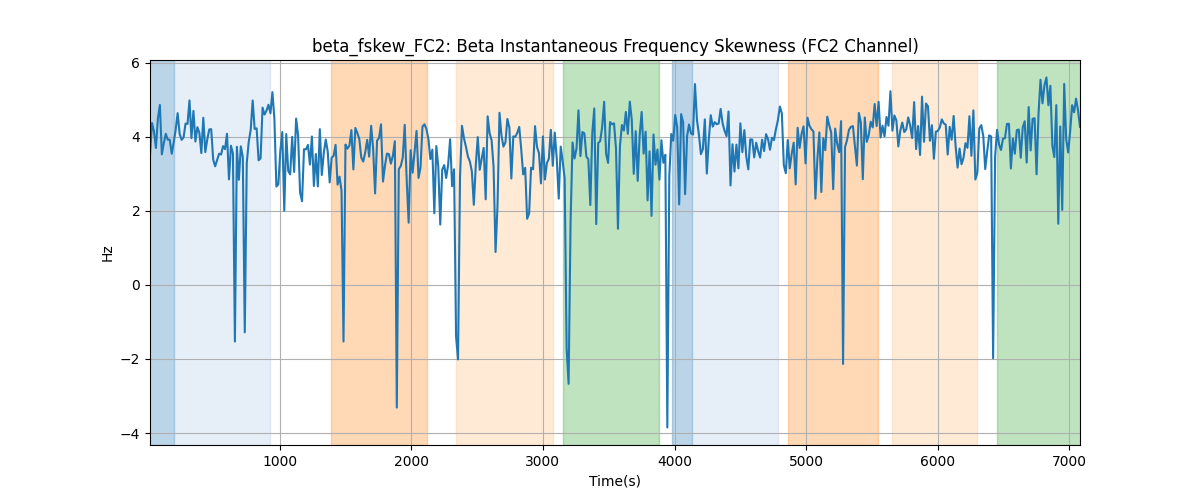 beta_fskew_FC2: Beta Instantaneous Frequency Skewness (FC2 Channel)
6
4
2
0
−2
−4
Hz
1000 2000 3000 4000 5000 6000 7000
Time(s)